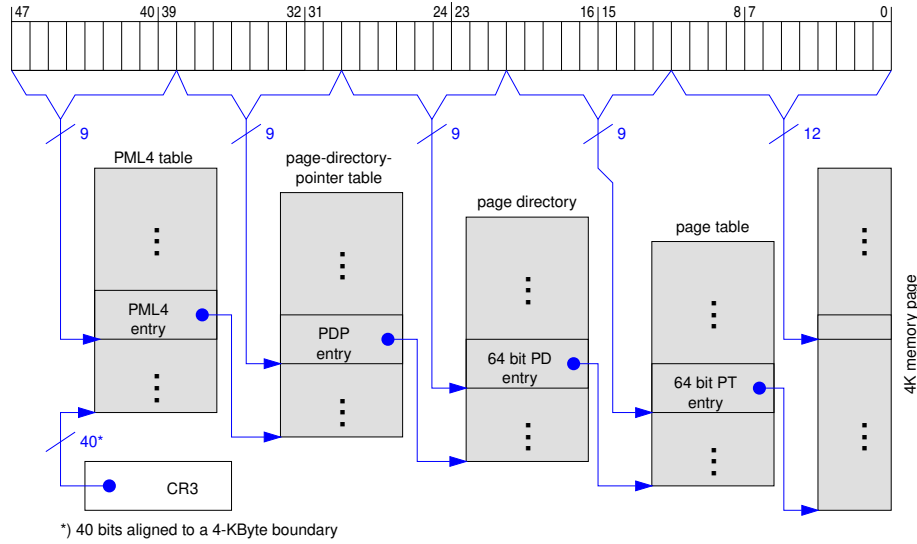 47 40 39 32 31 24 23 16 15 8 7 0
9 9 9 9 12
PML4 table
page-directory-
pointer table
page directory
page table
PML4
entry
PDP
entry
64 bit PD
entry
64 bit PT
entry
4K memory page
40*
CR3
*) 40 bits aligned to a 4-KByte boundary